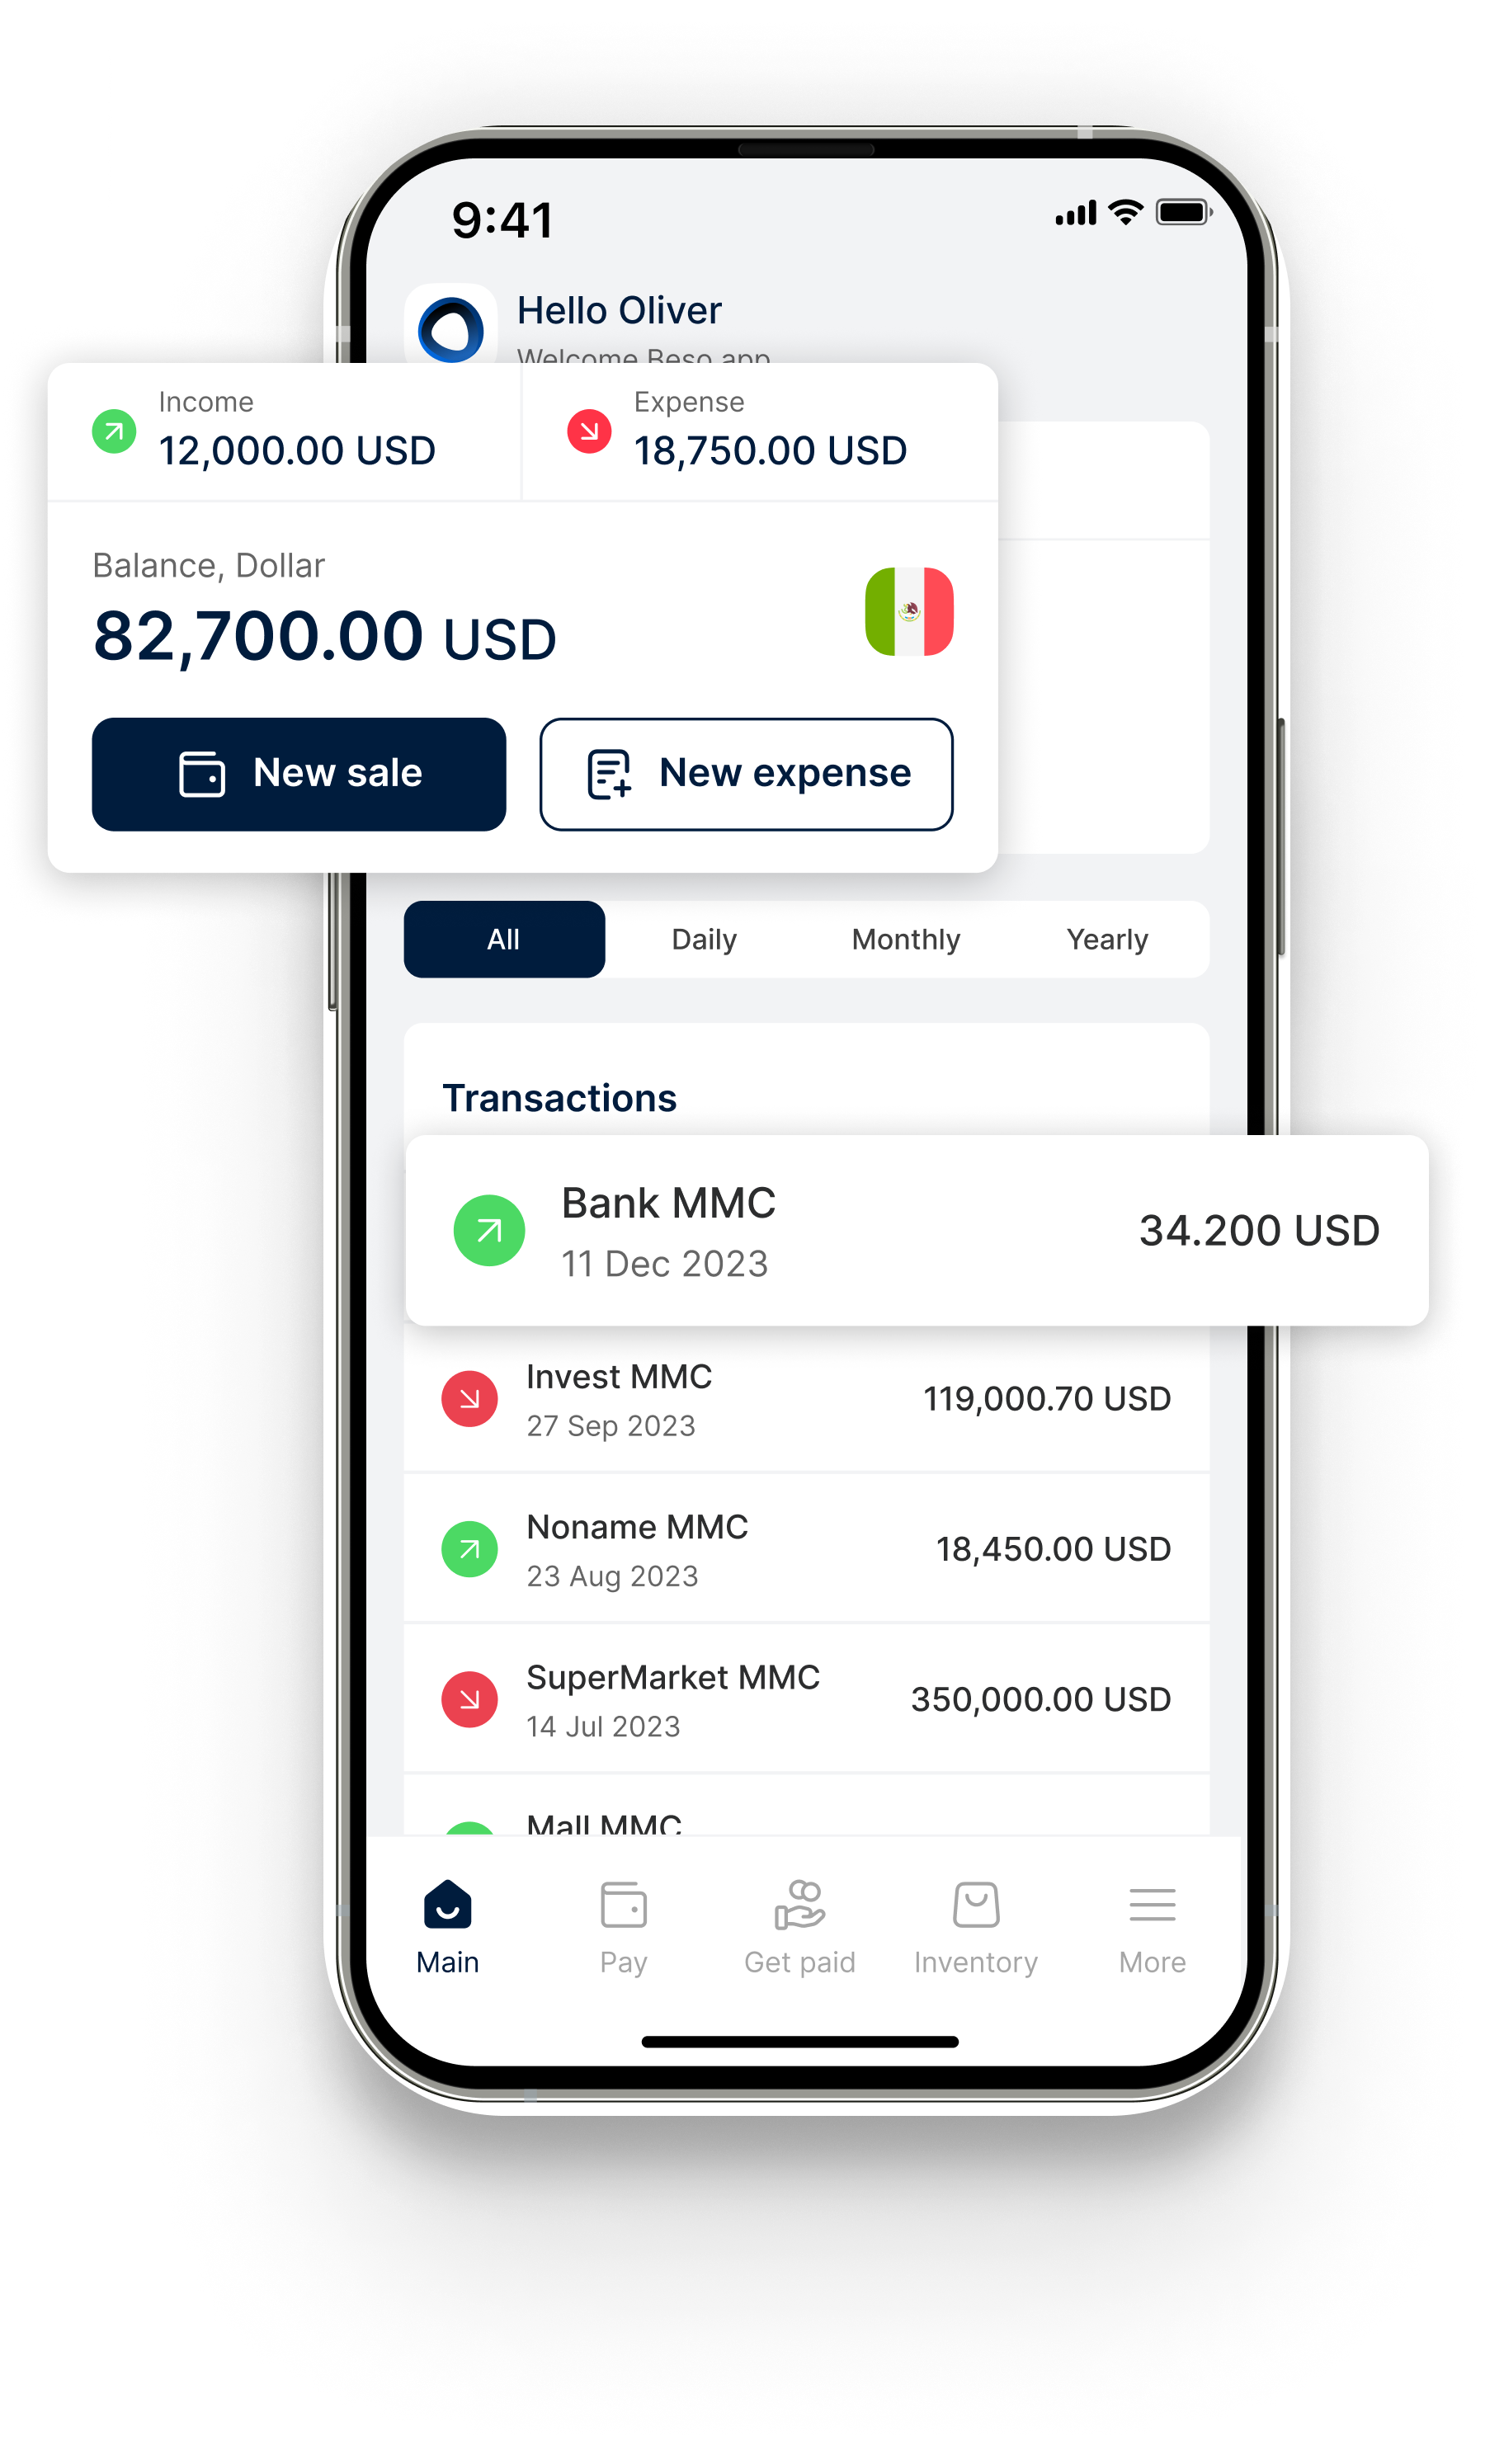 9:41
Hello Oliver
Welcome Beso app
Income
12,000.00 USD
Expense
18,750.00 USD
Balance, Dollar
82,700.00 USD
New sale
New expense
All
Daily
Monthly
Yearly
Transactions
Bank MMC
11 Dec 2023
34.200 USD
Invest MMC
27 Sep 2023
119,000.70 USD
Noname MMC
23 Aug 2023
18,450.00 USD
SuperMarket MMC
14 Jul 2023
350,000.00 USD
Mall MMC
Main
Pay
Get paid
Inventory
More